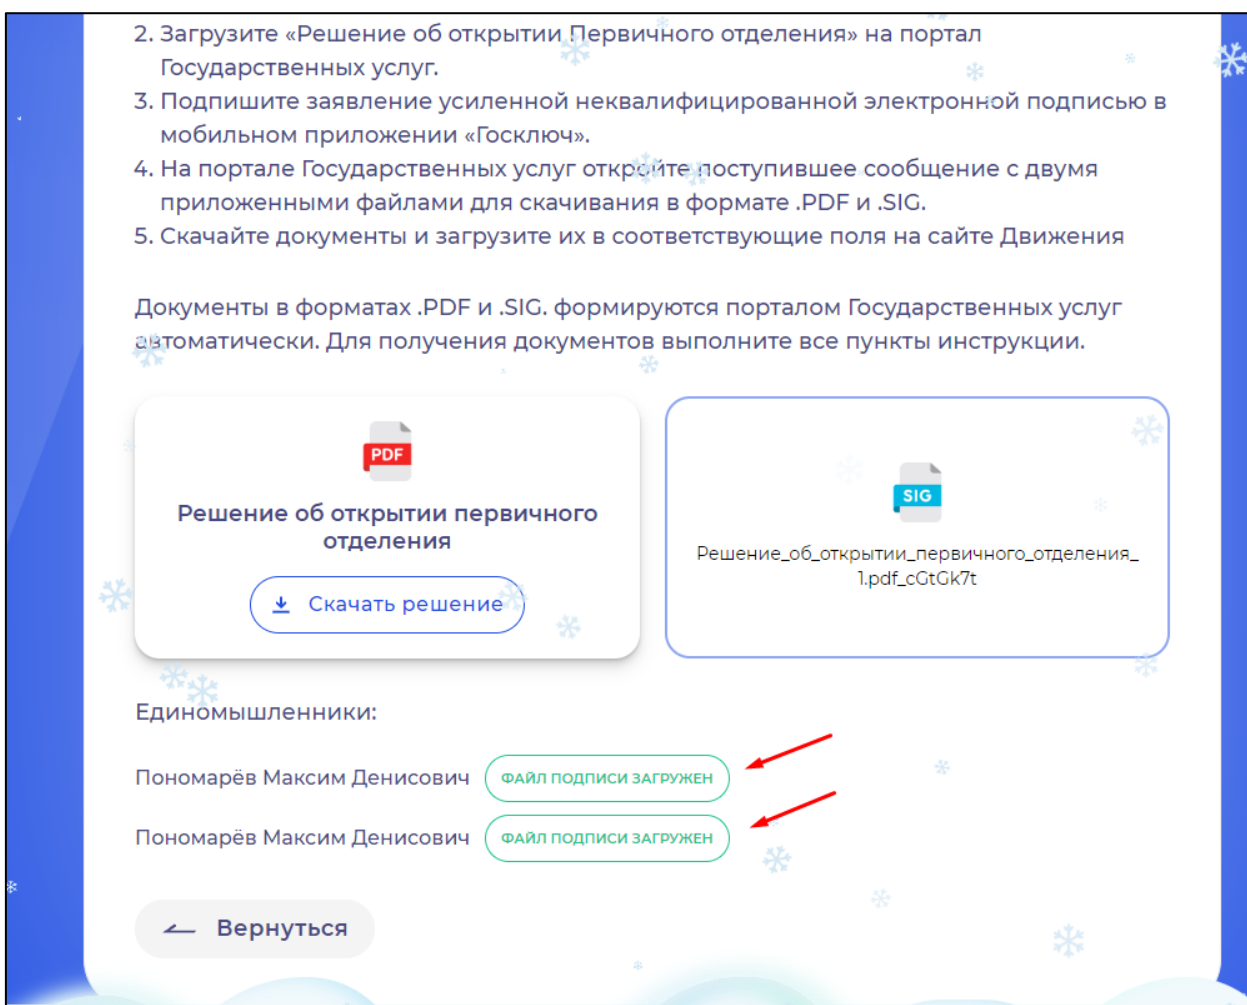 2. Загрузите «Решение об открытии Первичного отделения» на портал
Государственных услуг.
3. Подпишите заявление усиленной неквалифицированной электронной подписью в
мобильном приложении «Госключ».
4. На портале Государственных услуг откройте поступившее сообщение с двумя
приложенными файлами для скачивания в формате .PDF и .SIG.
5. Скачайте документы и загрузите их в соответствующие поля на сайте Движения
Документы в форматах .PDF и .SIG. формируются порталом Государственных услуг
автоматически. Для получения документов выполните все пункты инструкции.
PDF
Решение об открытии первичного
отделения
Скачать решение
SIG
Решение_об_открытии_первичного_отделения_
1.pdf_cGtGk7t
Единомышленники:
Пономарёв Максим Денисович ФАЙЛ ПОДПИСИ ЗАГРУЖЕН
Пономарёв Максим Денисович ФАЙЛ ПОДПИСИ ЗАГРУЖЕН
Вернуться